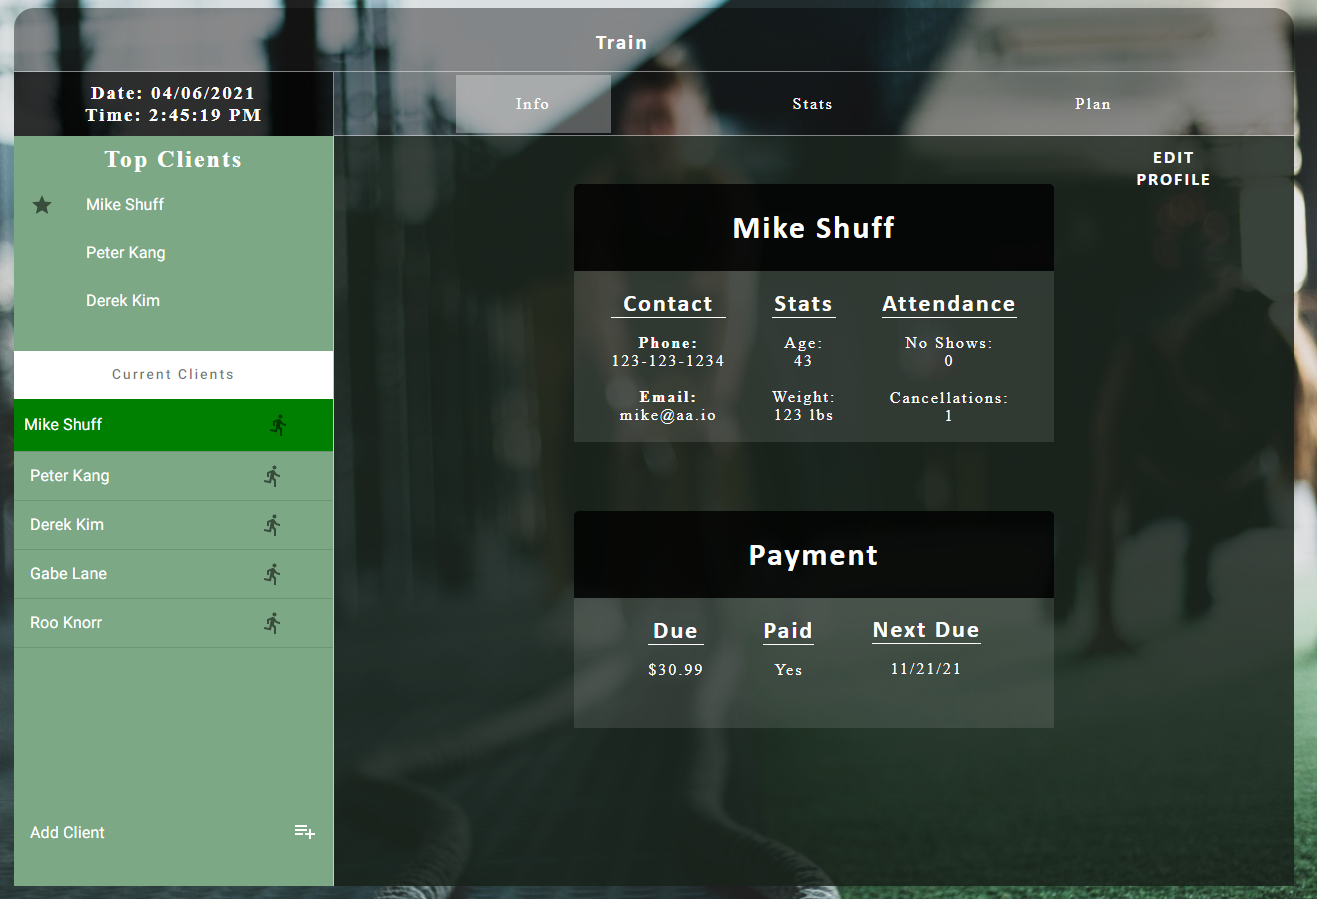 Train
Date: 04/06/2021
Time: 2:45:19 PM
Info
Stats
Plan
Top Clients
Mike Shuff
Peter Kang
Derek Kim
Current Clients
Mike Shuff
Peter Kang
Derek Kim
Gabe Lane
Roo Knorr
Add Client
EDIT
PROFILE
Mike Shuff
Contact
Phone:
123-123-1234
Email:
mike@aa.io
Stats
Age:
43
Weight:
123 lbs
Attendance
No Shows:
0
Cancellations:
1
Payment
Due
$30.99
Paid
Yes
Next Due
11/21/21